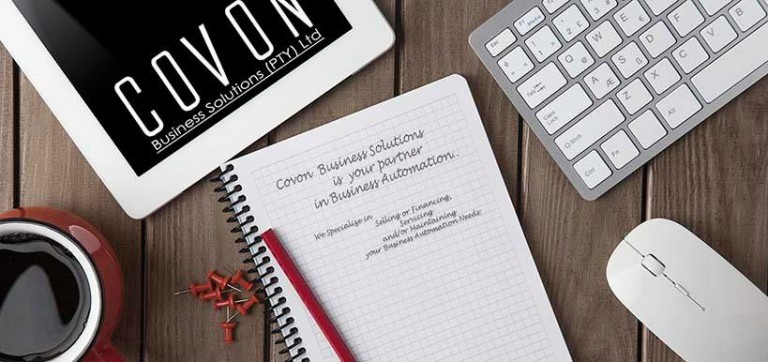 COVON
Business Solutions (PTY) Ltd
Covon Business Solutions
is your partner
in Business Automation.
We Specialize in Selling or Financing,
Servicing
and/or Maintaining
your Business Automation Needs.